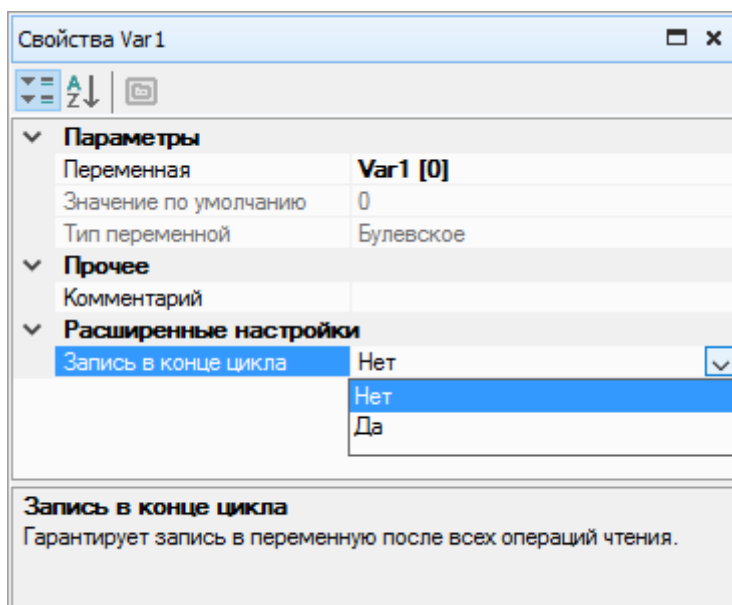 Свойства Var1
Параметры
Переменная Var1 [0]
Значение по умолчанию 0
Тип переменной Булевское
Прочее
Комментарий
Расширенные настройки
Запись в конце цикла Нет
Нет
Да
Запись в конце цикла
Гарантирует запись в переменную после всех операций чтения.